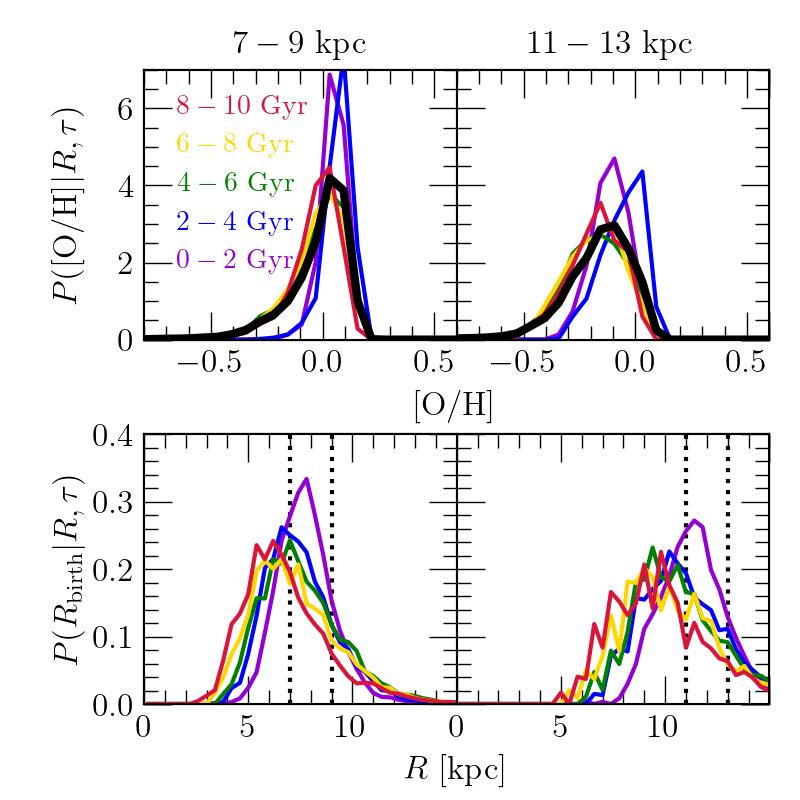 7 − 9 kpc 11 − 13 kpc
P([O/H]|R, τ)
6
4
2
0
8 − 10 Gyr
6 − 8 Gyr
4 − 6 Gyr
2 − 4 Gyr
0 − 2 Gyr
−0.5 0.0 0.5 −0.5 0.0 0.5
[O/H]
P(R_birth|R, τ)
0.4
0.3
0.2
0.1
0.0
0 5 10 0 5 10
R [kpc]